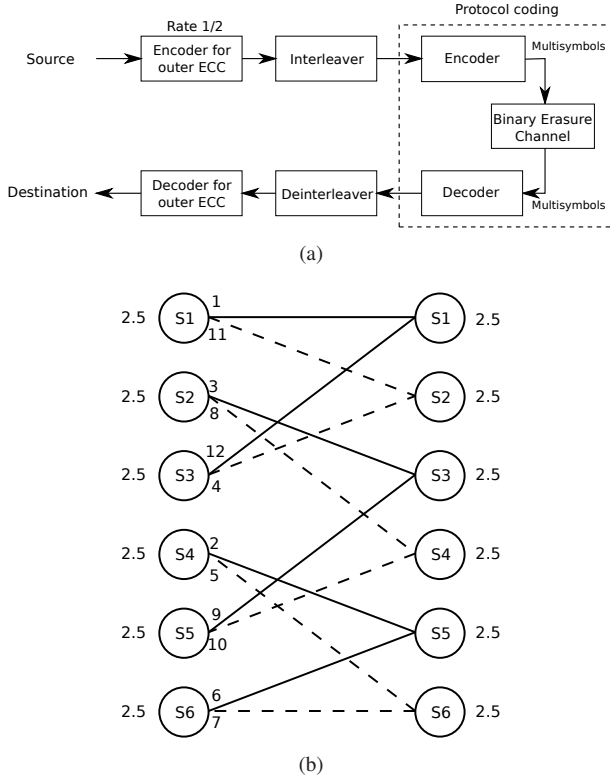 Protocol coding
Rate 1/2
Source
Encoder for
outer ECC
Interleaver
Encoder
Multisymbols
Binary Erasure
Channel
Destination
Decoder for
outer ECC
Deinterleaver
Decoder
Multisymbols
(a)
2.5 S1 1 S1 2.5
11
2.5 S2 3 S2 2.5
8
2.5 S3 12 S3 2.5
4
2.5 S4 2 S4 2.5
5
2.5 S5 9 S5 2.5
10
2.5 S6 6 S6 2.5
7
(b)